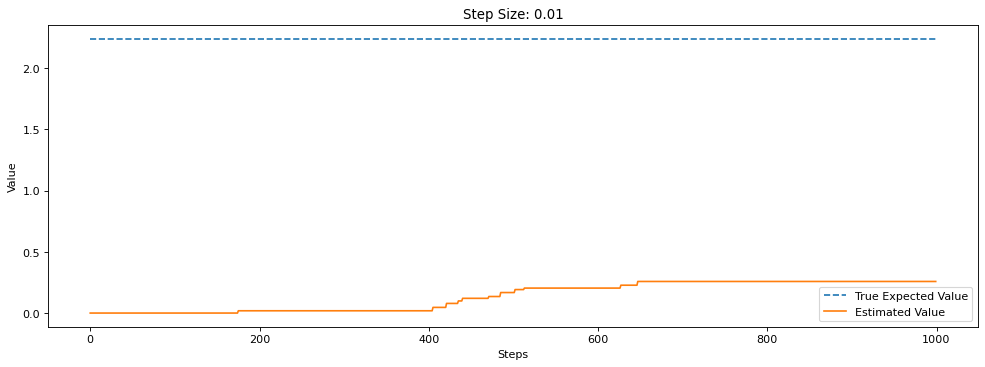 Step Size: 0.01
2.0
1.5
1.0
0.5
0.0
Value
0 200 400 600 800 1000
Steps
True Expected Value
Estimated Value